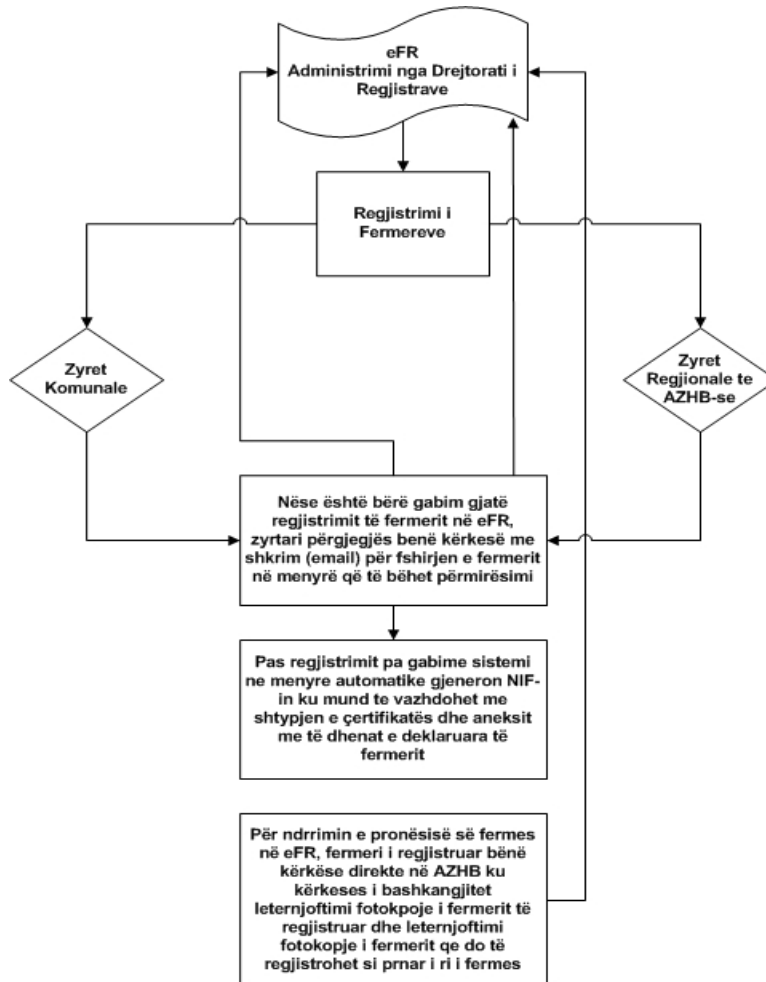 eFR
Administrimi nga Drejtorati i
Regjistrave
Regjistrimi i
Fermereve
Zyret
Komunale
Zyret
Regjionale te
AZHB-se
Nëse është bërë gabim gjatë
regjistrimit të fermerit në eFR,
zyrtari përgjegjës benë kërkesë me
shkrim (email) për fshirjen e fermerit
në menyrë që të bëhet përmirësimi
Pas regjistrimit pa gabime sistemi
ne menyre automatike gjeneron NIF-
in ku mund te vazhdohet me
shtypjen e çertifikatës dhe aneksit
me të dhenat e deklaruara të
fermerit
Për ndrrimin e pronësisë së fermes
në eFR, fermeri i regjistruar bënë
kërkëse direkte në AZHB ku
kërkeses i bashkangjitet
leternjoftimi fotokpoje i fermerit të
regjistruar dhe leternjoftimi
fotokopje i fermerit qe do të
regjistrohet si prnar i ri i fermes